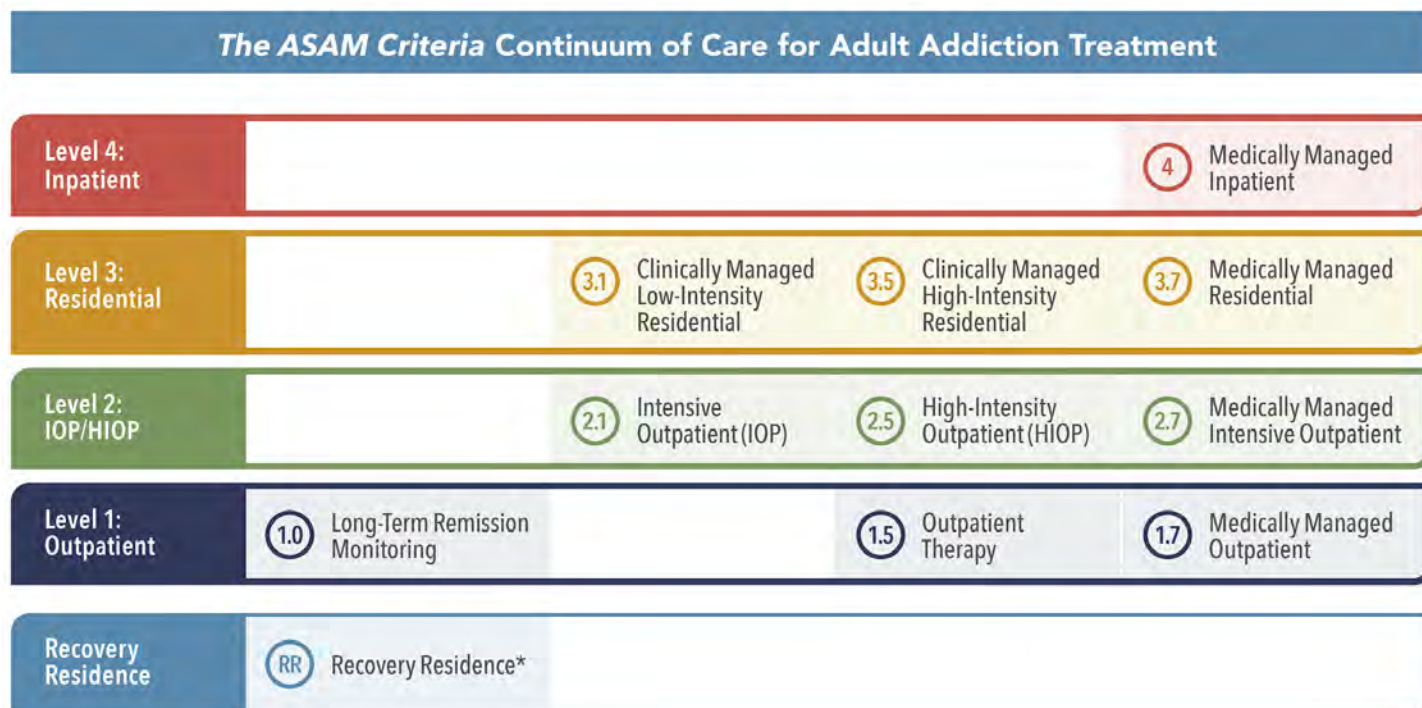 The ASAM Criteria Continuum of Care for Adult Addiction Treatment
Level 4:
Inpatient
4
Medically Managed
Inpatient
Level 3:
Residential
3.1
Clinically Managed
Low-Intensity
Residential
3.5
Clinically Managed
High-Intensity
Residential
3.7
Medically Managed
Residential
Level 2:
IOP/HIOP
2.1
Intensive
Outpatient (IOP)
2.5
High-Intensity
Outpatient (HIOP)
2.7
Medically Managed
Intensive Outpatient
Level 1:
Outpatient
1.0
Long-Term Remission
Monitoring
1.5
Outpatient
Therapy
1.7
Medically Managed
Outpatient
Recovery
Residence
RR
Recovery Residence*